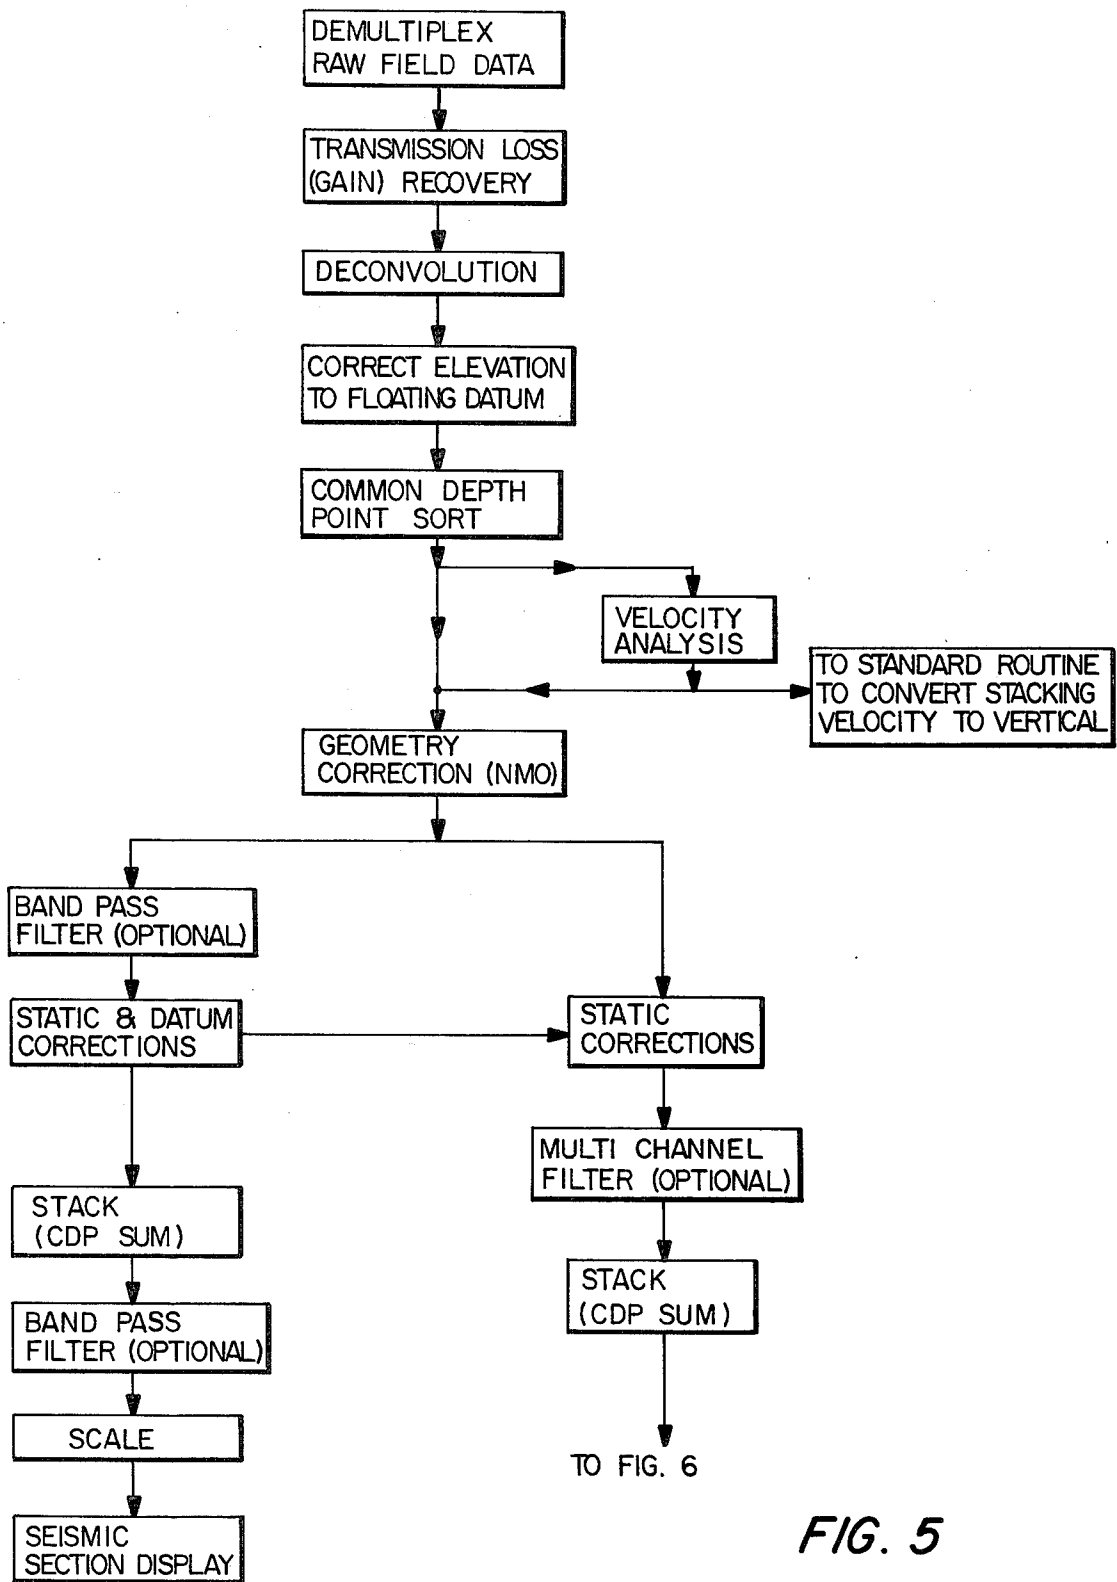 DEMULTIPLEX
RAW FIELD DATA
TRANSMISSION LOSS
(GAIN) RECOVERY
DECONVOLUTION
CORRECT ELEVATION
TO FLOATING DATUM
COMMON DEPTH
POINT SORT
VELOCITY
ANALYSIS
TO STANDARD ROUTINE
TO CONVERT STACKING
VELOCITY TO VERTICAL
GEOMETRY
CORRECTION (NMO)
BAND PASS
FILTER (OPTIONAL)
STATIC & DATUM
CORRECTIONS
STATIC
CORRECTIONS
MULTI CHANNEL
FILTER (OPTIONAL)
STACK
(CDP SUM)
STACK
(CDP SUM)
BAND PASS
FILTER (OPTIONAL)
SCALE
TO FIG. 6
SEISMIC
SECTION DISPLAY
FIG. 5